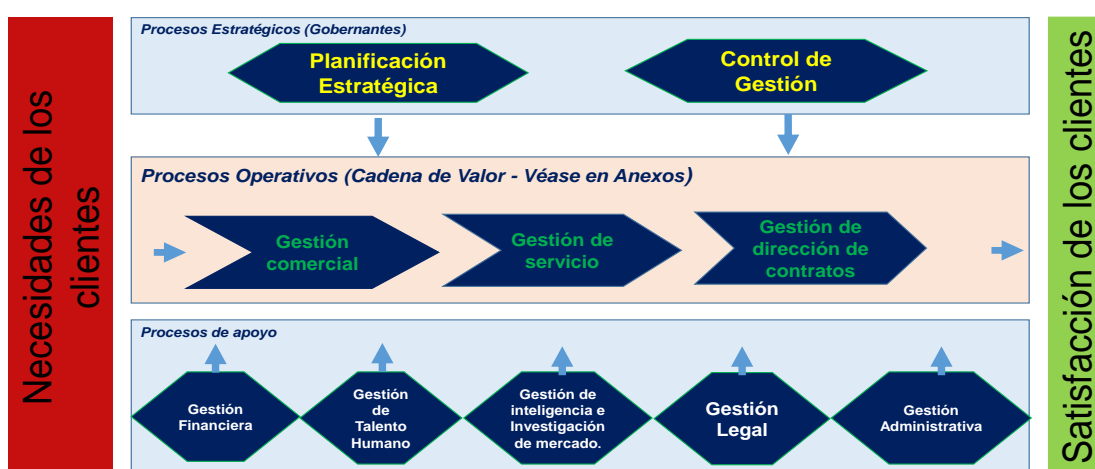 Necesidades de los
clientes
Procesos Estratégicos (Gobernantes)
Planificación
Estratégica
Control de
Gestión
Procesos Operativos (Cadena de Valor - Véase en Anexos)
Gestión
comercial
Gestión de
servicio
Gestión de
dirección de
contratos
Procesos de apoyo
Gestión
Financiera
Gestión
de
Talento
Humano
Gestión de
inteligencia e
Investigación
de mercado.
Gestión
Legal
Gestión
Administrativa
Satisfacción de los clientes